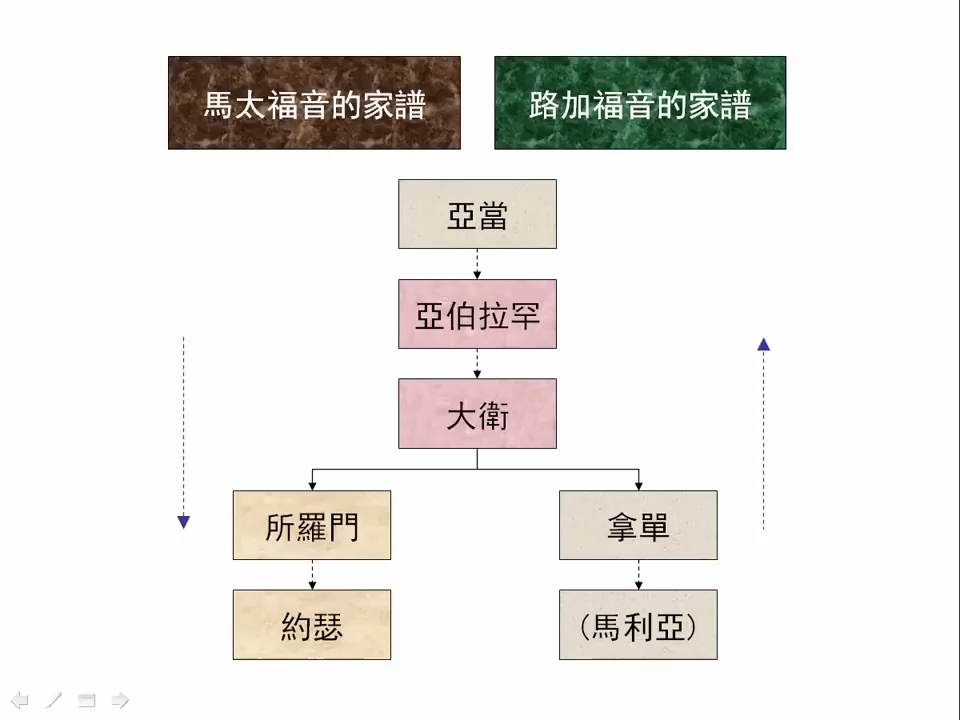 馬太福音的家譜
路加福音的家譜
亞當
亞伯拉罕
大衛
所羅門
拿單
約瑟
(馬利亞)